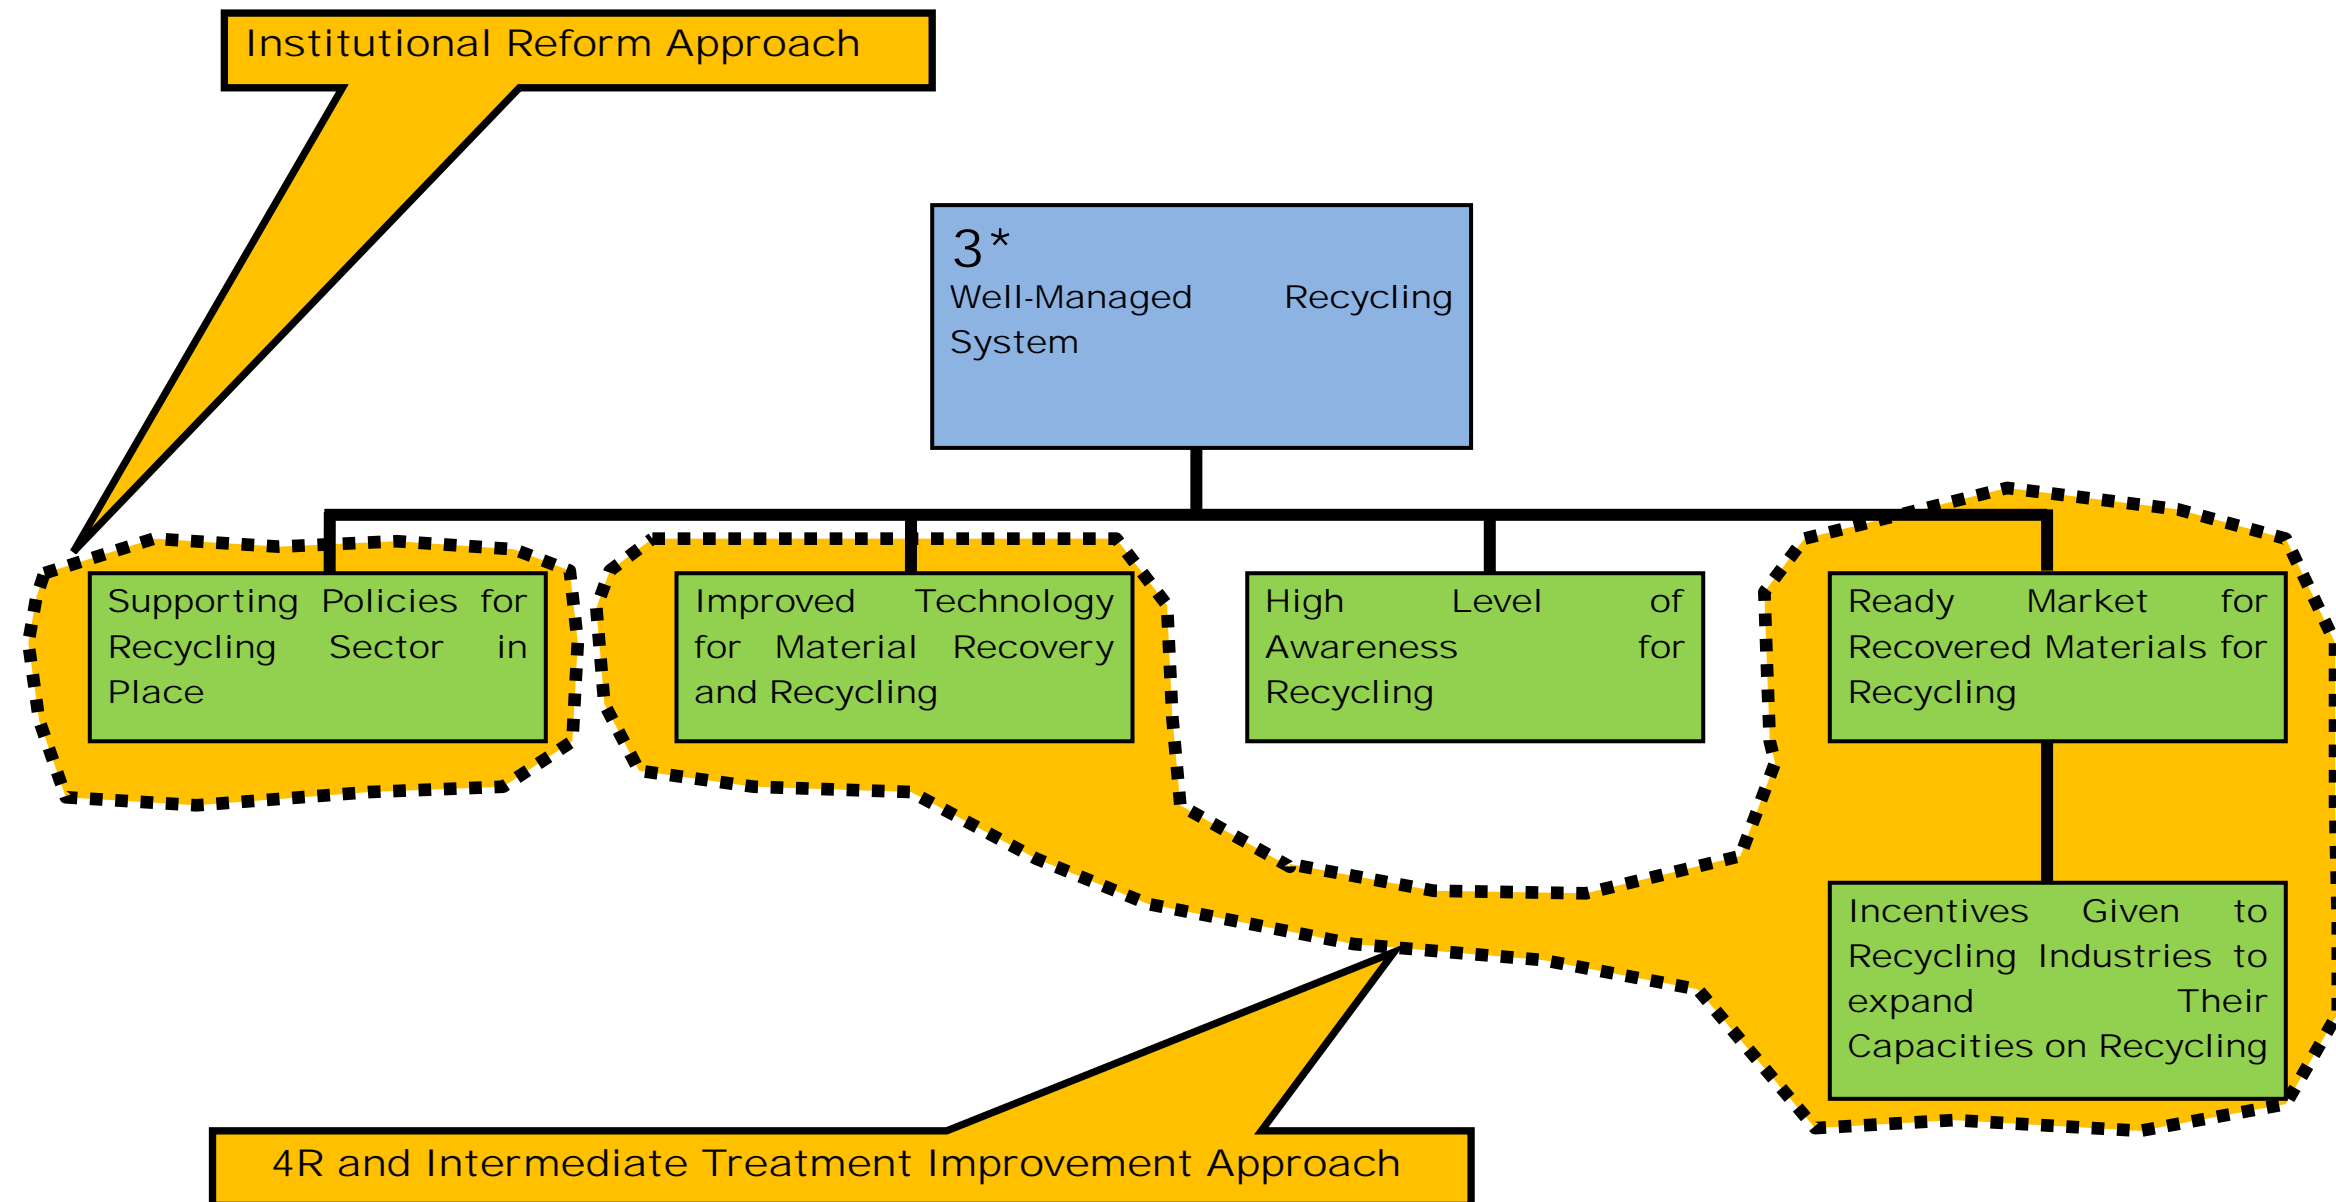 Institutional Reform Approach
3*
Well-Managed Recycling
System
Supporting Policies for
Recycling Sector in
Place
Improved Technology
for Material Recovery
and Recycling
High Level of
Awareness for
Recycling
Ready Market for
Recovered Materials for
Recycling
Incentives Given to
Recycling Industries to
expand Their
Capacities on Recycling
4R and Intermediate Treatment Improvement Approach